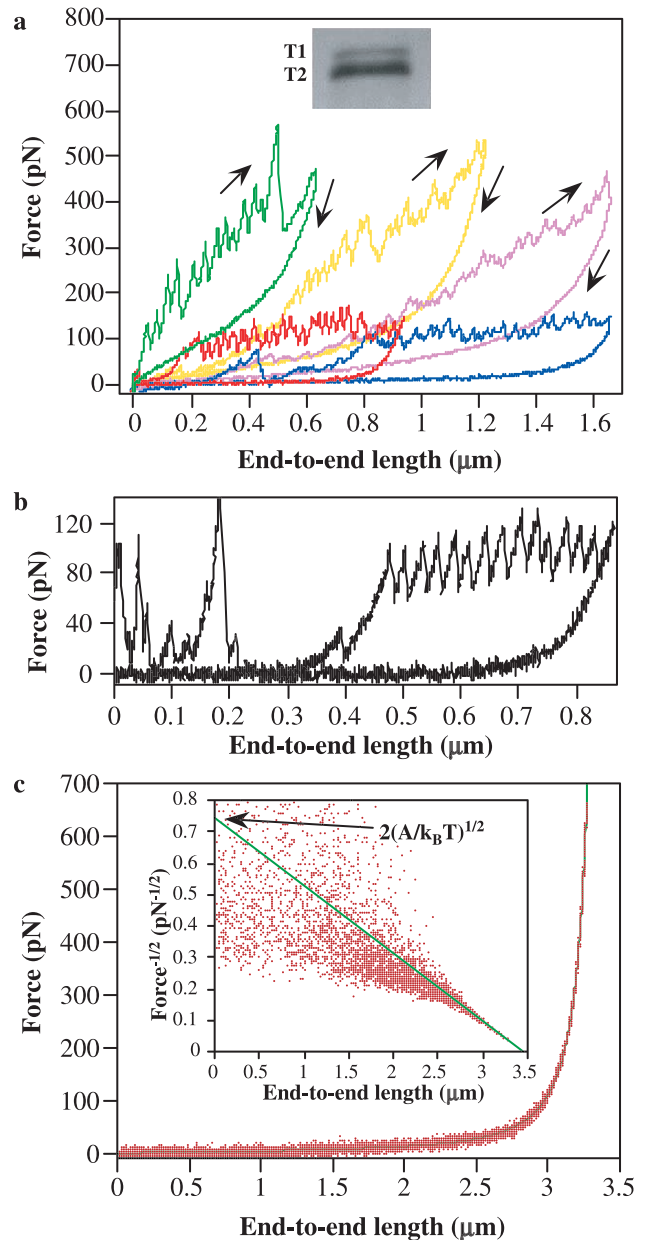 a
800
700
600
500
400
300
200
100
0
Force (pN)
T1
T2
0 0.2 0.4 0.6 0.8 1 1.2 1.4 1.6
End-to-end length (μm)
b
120
80
40
0
Force (pN)
0 0.1 0.2 0.3 0.4 0.5 0.6 0.7 0.8
End-to-end length (μm)
c
700
600
500
400
300
200
100
0
Force (pN)
0.8
0.7
0.6
0.5
0.4
0.3
0.2
0.1
0
Force⁻¹/² (pN⁻¹/²)
2(A/k_BT)¹/²
0 0.5 1 1.5 2 2.5 3 3.5
End-to-end length (μm)
0 0.5 1 1.5 2 2.5 3 3.5
End-to-end length (μm)